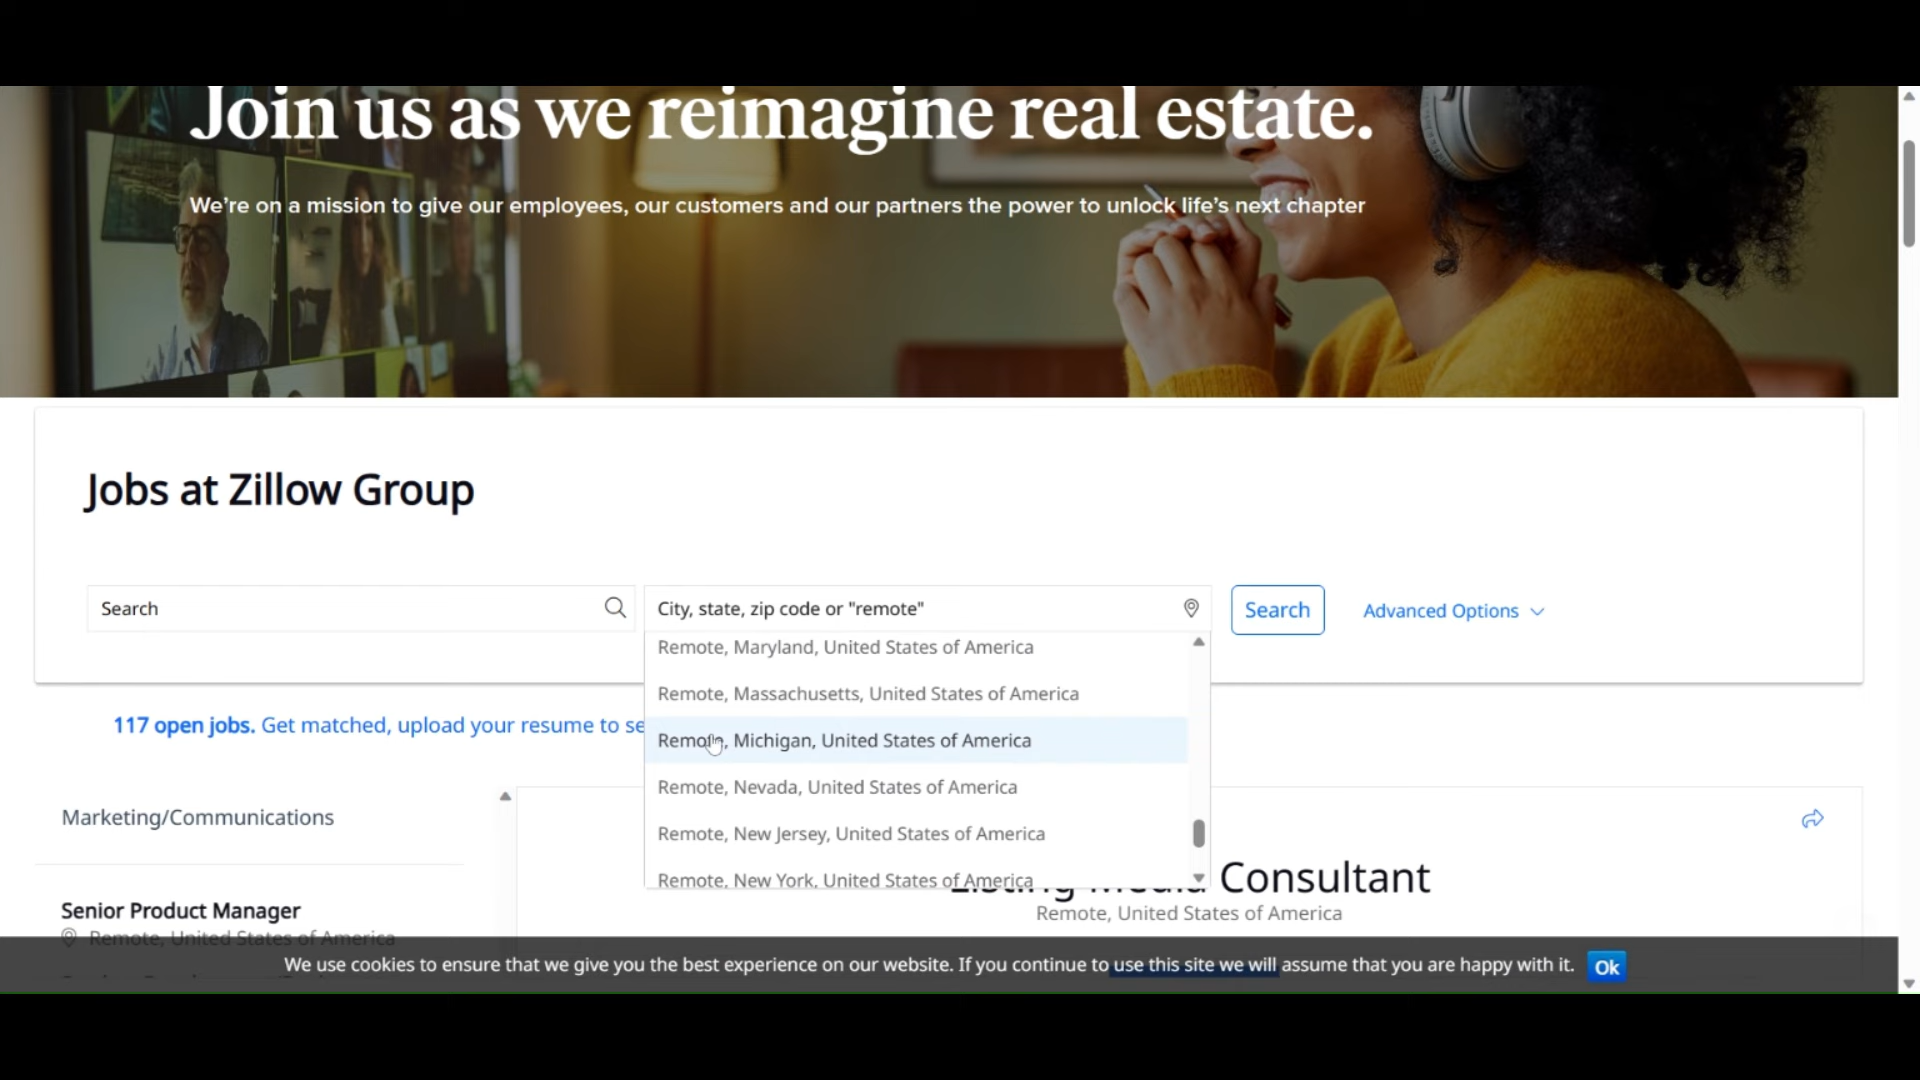 Join us as we reimagine real estate.
We're on a mission to give our employees, our customers and our partners the power to unlock life's next chapter
Jobs at Zillow Group
Search
City, state, zip code or "remote"
Search
Advanced Options
Remote, Maryland, United States of America
Remote, Massachusetts, United States of America
117 open jobs. Get matched, upload your resume to se
Remote, Michigan, United States of America
Remote, Nevada, United States of America
Marketing/Communications
Remote, New Jersey, United States of America
Remote, New York, United States of America
Consultant
Senior Product Manager
Remote, United States of America
Remote, United States of America
We use cookies to ensure that we give you the best experience on our website. If you continue to use this site we will assume that you are happy with it.
Ok